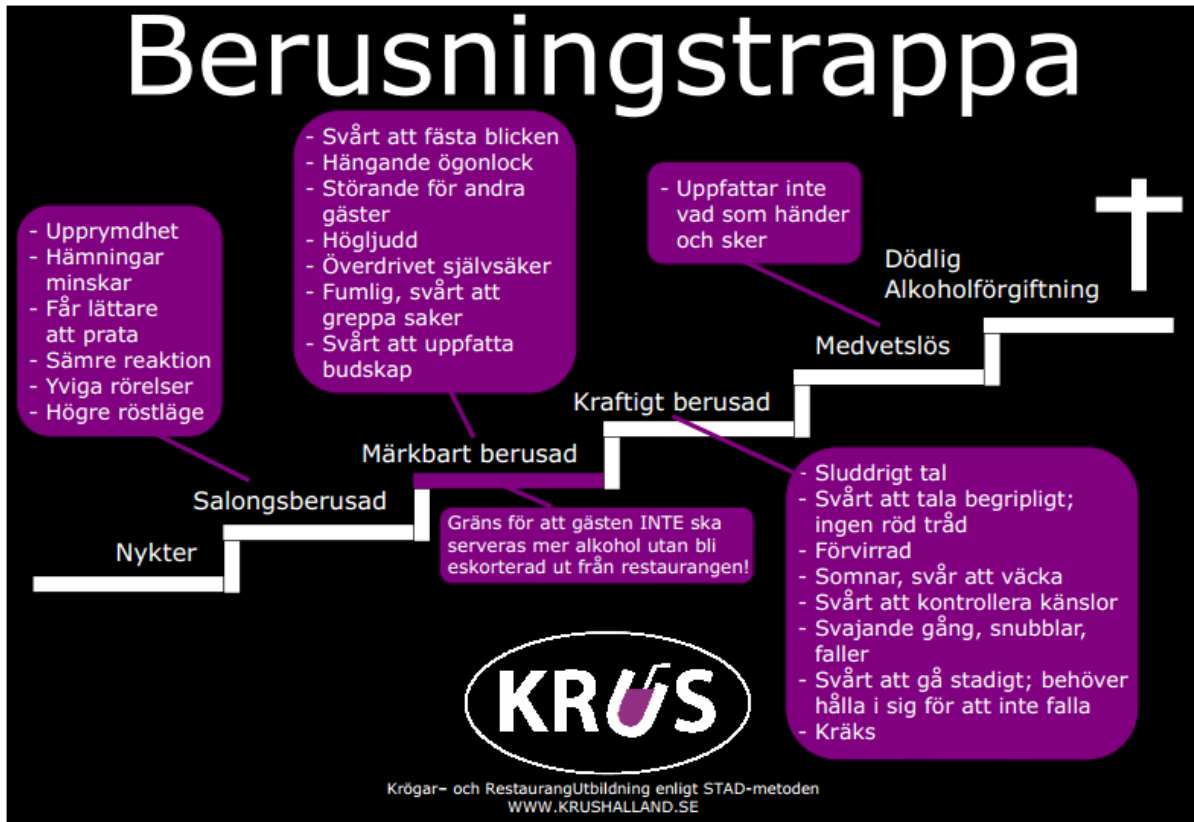 Berusningstrappa
- Upprymdhet
- Hämningar
minskar
- Får lättare
att prata
- Sämre reaktion
- Yviga rörelser
- Högre röstläge
- Svårt att fästa blicken
- Hängande ögonlock
- Störande för andra
gäster
- Högljudd
- Överdrivet självsäker
- Fumlig, svårt att
greppa saker
- Svårt att uppfatta
budskap
- Uppfattar inte
vad som händer
och sker
Dödlig
Alkoholförgiftning
Medvetslös
Kraftigt berusad
Märkbart berusad
Salongsberusad
Nykter
Gräns för att gästen INTE ska
serveras mer alkohol utan bli
eskorterad ut från restaurangen!
- Sluddrigt tal
- Svårt att tala begripligt;
ingen röd tråd
- Förvirrad
- Somnar, svår att väcka
- Svårt att kontrollera känslor
- Svajande gång, snubblar,
faller
- Svårt att gå stadigt; behöver
hålla i sig för att inte falla
- Kräks
KRUS
Krögar– och RestaurangUtbildning enligt STAD-metoden
WWW.KRUSHALLAND.SE